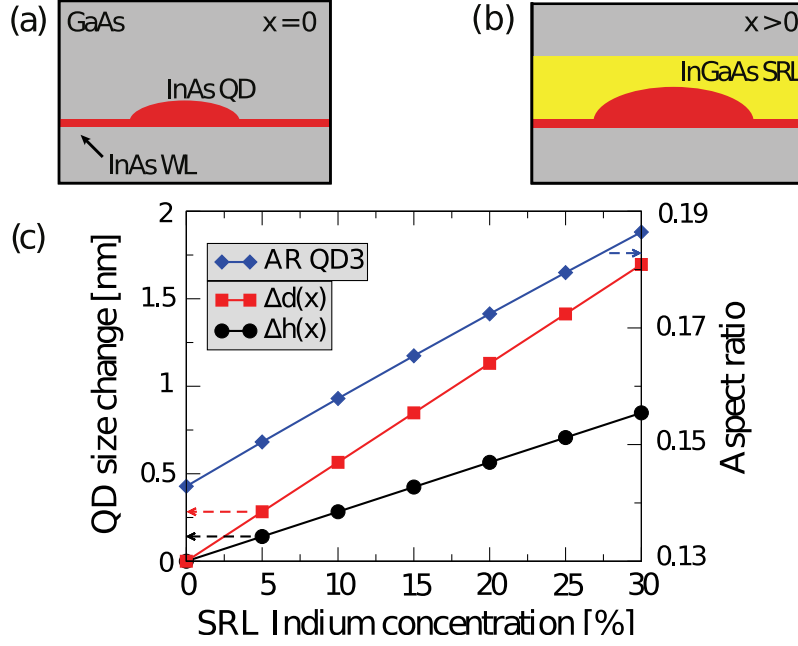 (a)
GaAs
x=0
InAs QD
InAs WL
(b)
x>0
InGaAs SRL
(c)
QD size change [nm]
2
1.5
1
0.5
0
AR QD3
Δd(x)
Δh(x)
0.19
0.17
0.15
0.13
Aspect ratio
0 5 10 15 20 25 30
SRL Indium concentration [%]